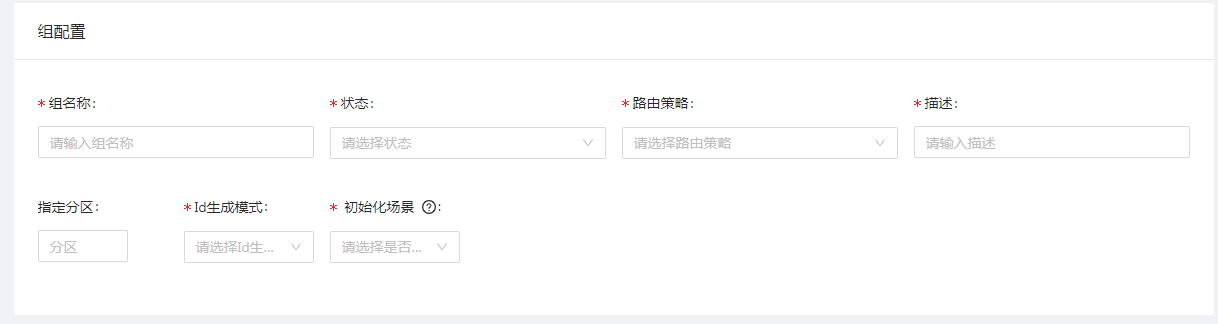 组配置
* 组名称: * 状态: * 路由策略: * 描述:
请输入组名称 请选择状态 请选择路由策略 请输入描述
指定分区: * Id生成模式: * 初始化场景 ?:
分区 请选择Id生... 请选择是否...